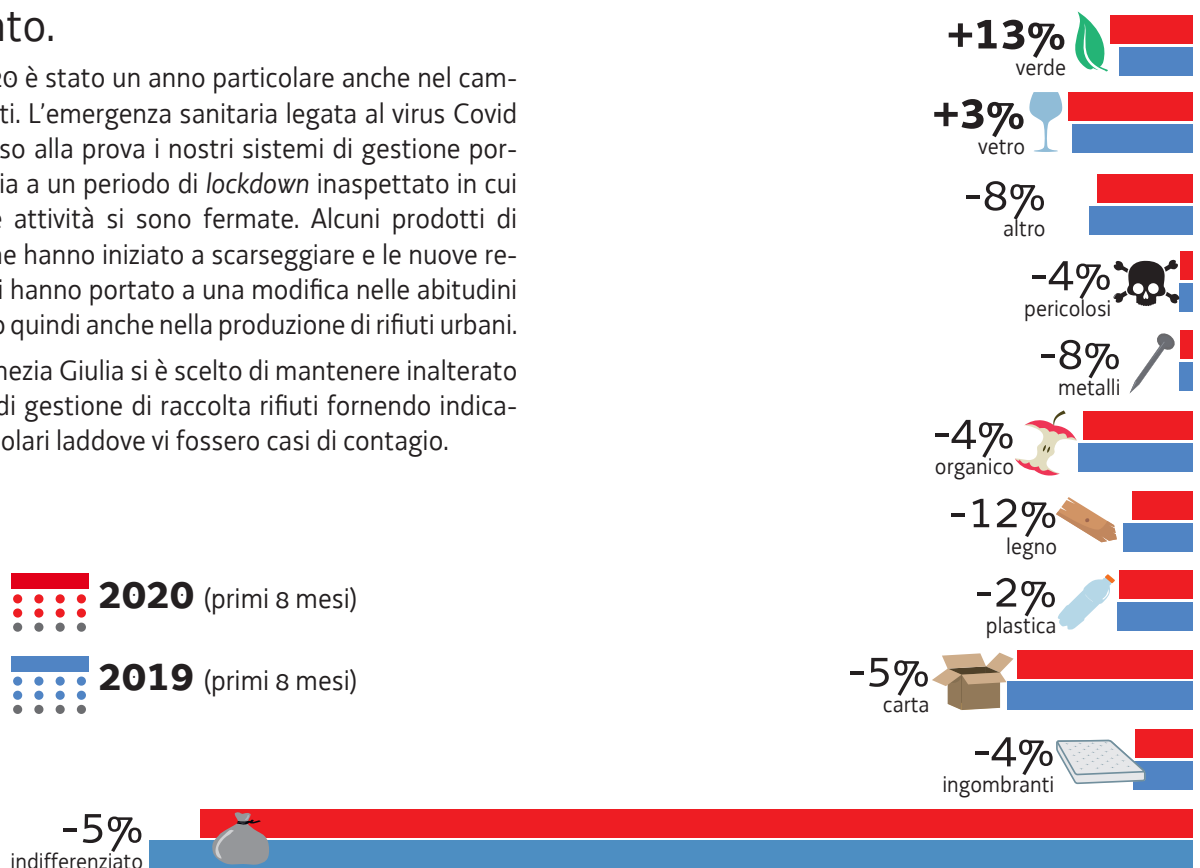 nto.
20 è stato un anno particolare anche nel cam-
ti. L'emergenza sanitaria legata al virus Covid
so alla prova i nostri sistemi di gestione por-
ia a un periodo di lockdown inaspettato in cui
e attività si sono fermate. Alcuni prodotti di
ne hanno iniziato a scarseggiare e le nuove re-
i hanno portato a una modifica nelle abitudini
o quindi anche nella produzione di rifiuti urbani.
nezia Giulia si è scelto di mantenere inalterato
di gestione di raccolta rifiuti fornendo indica-
olari laddove vi fossero casi di contagio.
2020 (primi 8 mesi)
2019 (primi 8 mesi)
+13%
verde
+3%
vetro
-8%
altro
-4%
pericolosi
-8%
metalli
-4%
organico
-12%
legno
-2%
plastica
-5%
carta
-4%
ingombranti
-5%
indifferenziato